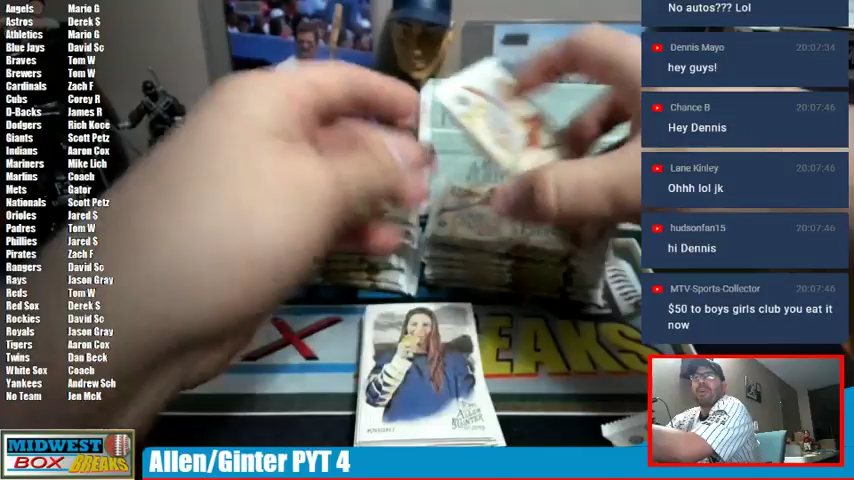 Angels Mario G
Astros Derek S
Athletics Mario G
Blue Jays David Sc
Braves Tom W
Brewers Tom W
Cardinals Zach F
Cubs Corey R
D-Backs James R
Dodgers Rich Koce
Giants Scott Petz
Indians Aaron Cox
Mariners Mike Lich
Marlins Coach
Mets Gator
Nationals Scott Petz
Orioles Jared S
Padres Tom W
Phillies Jared S
Pirates Zach F
Rangers David Sc
Rays Jason Gray
Reds Tom W
Red Sox Derek S
Rockies David Sc
Royals Jason Gray
Tigers Aaron Cox
Twins Dan Beck
White Sox Coach
Yankees Andrew Sch
No Team Jen McK
No autos??? Lol
Dennis Mayo 20:07:34
hey guys!
Chance B 20:07:46
Hey Dennis
Lane Kinley 20:07:46
Ohhh lol jk
hudsonfan15 20:07:46
hi Dennis
MTV-Sports-Collector 20:07:46
$50 to boys girls club you eat it
now
X BREAKS
KNIGHT
ALLEN
GINTER
MIDWEST
BOX BREAKS
Allen/Ginter PYT 4